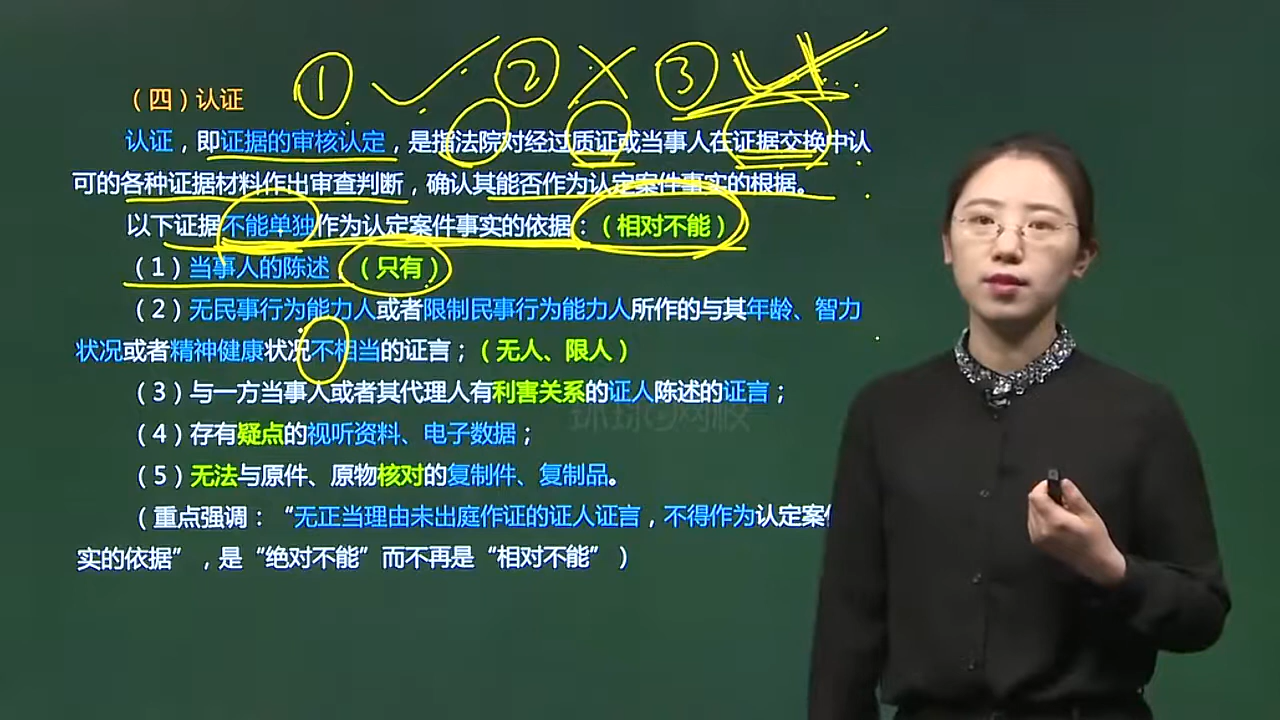 ① ✓ ② × ③
（四）认证
认证，即证据的审核认定，是指法院对经过质证或当事人在证据交换中认
可的各种证据材料作出审查判断，确认其能否作为认定案件事实的根据。
以下证据不能单独作为认定案件事实的依据：（相对不能）
（1）当事人的陈述；（只有）
（2）无民事行为能力人或者限制民事行为能力人所作的与其年龄、智力
状况或者精神健康状况不相当的证言；（无人、限人）
（3）与一方当事人或者其代理人有利害关系的证人陈述的证言；
环球网校
（4）存有疑点的视听资料、电子数据；
（5）无法与原件、原物核对的复制件、复制品。
（重点强调：“无正当理由未出庭作证的证人证言，不得作为认定案
实的依据”，是“绝对不能”而不再是“相对不能”）